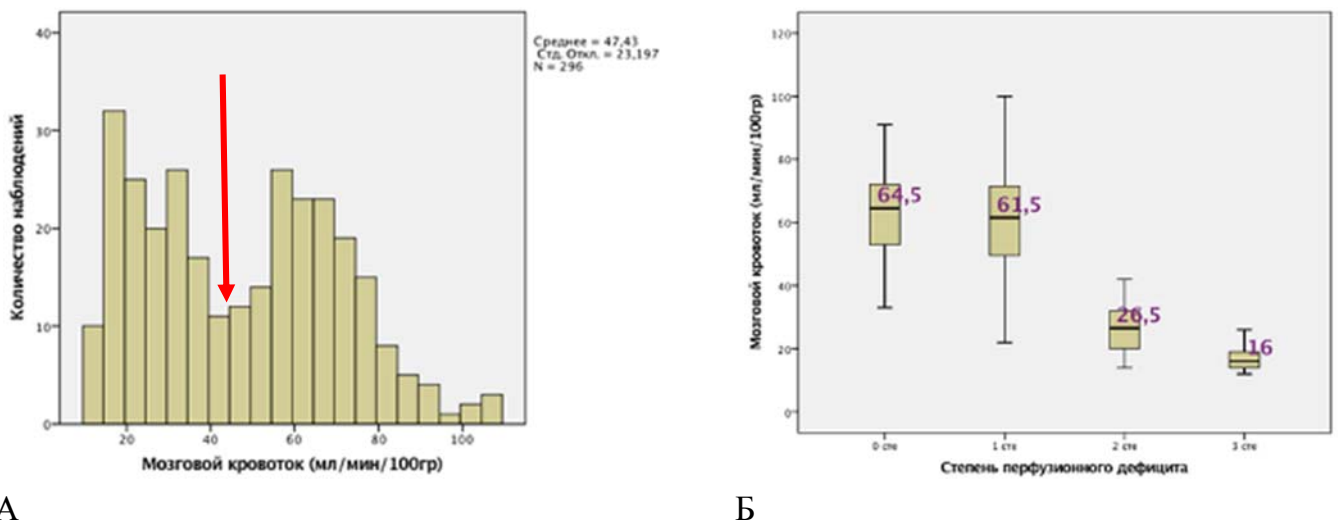 Среднее = 47,43
Стд. Откл. = 23,197
N = 296
Количество наблюдений
40
30
20
10
0
20 40 60 80 100
Мозговой кровоток (мл/мин/100гр)
А
Мозговой кровоток (мл/мин/100гр)
120
100
80
60
40
20
0
64,5
61,5
26,5
16
0 сте 1 сте 2 сте 3 сте
Степень перфузионного дефицита
Б